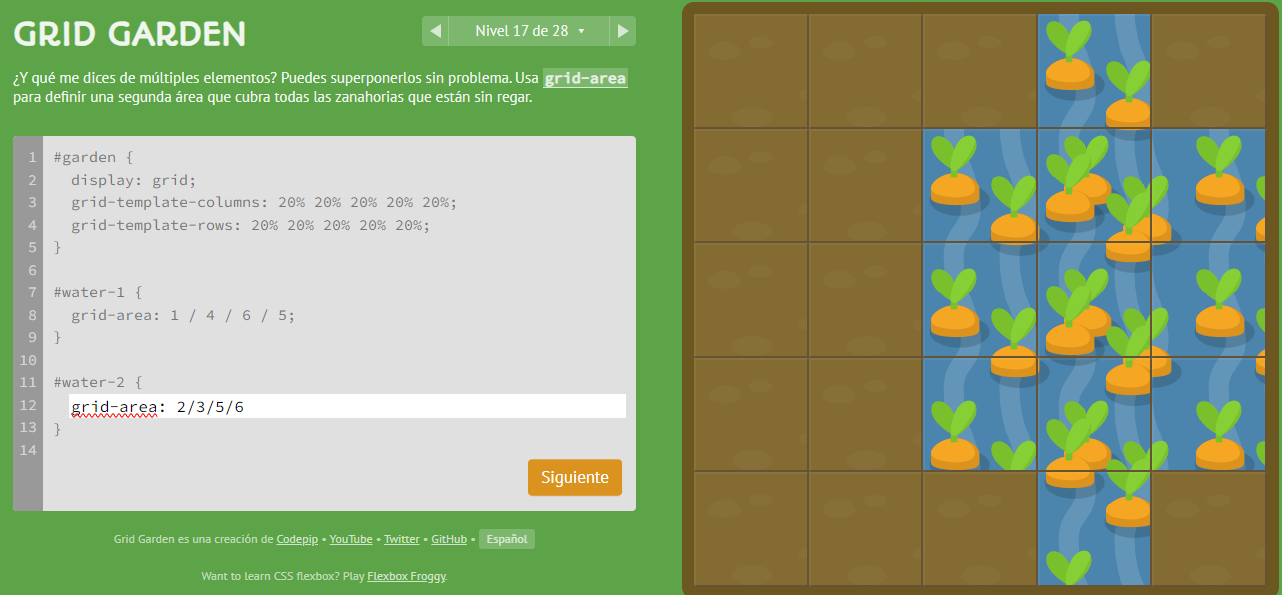 GRID GARDEN
Nivel 17 de 28
¿Y qué me dices de múltiples elementos? Puedes superponerlos sin problema. Usa grid-area
para definir una segunda área que cubra todas las zanahorias que están sin regar.
1 #garden {
2 display: grid;
3 grid-template-columns: 20% 20% 20% 20% 20%;
4 grid-template-rows: 20% 20% 20% 20% 20%;
5 }
6
7 #water-1 {
8 grid-area: 1 / 4 / 6 / 5;
9 }
10
11 #water-2 {
12 grid-area: 2/3/5/6
13 }
14
Siguiente
Grid Garden es una creación de Codepip • YouTube • Twitter • GitHub • Español
Want to learn CSS flexbox? Play Flexbox Froggy.